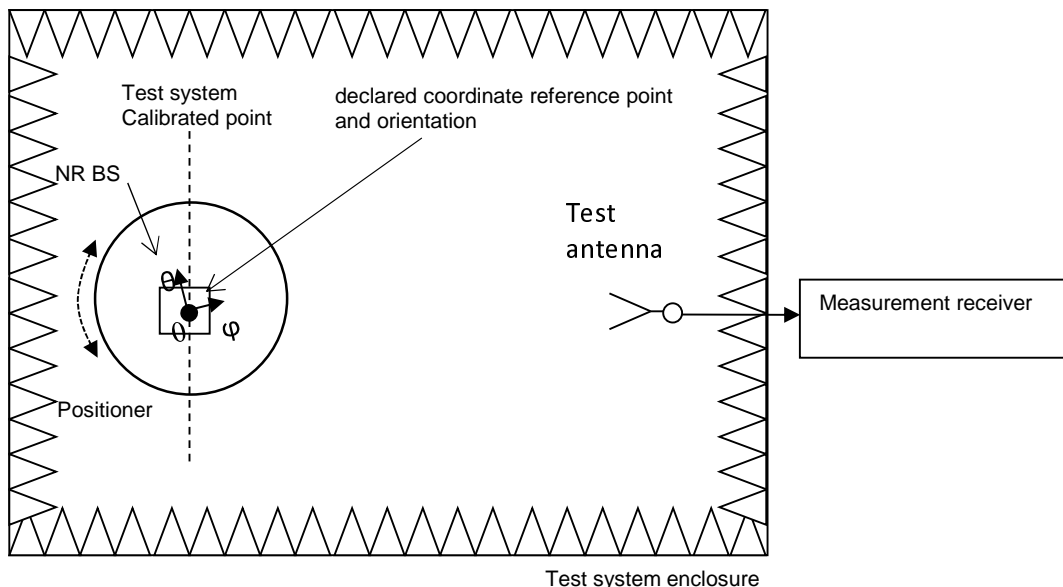 Test system
Calibrated point
declared coordinate reference point
and orientation
NR BS
Test
antenna
θ
0
φ
Measurement receiver
Positioner
Test system enclosure